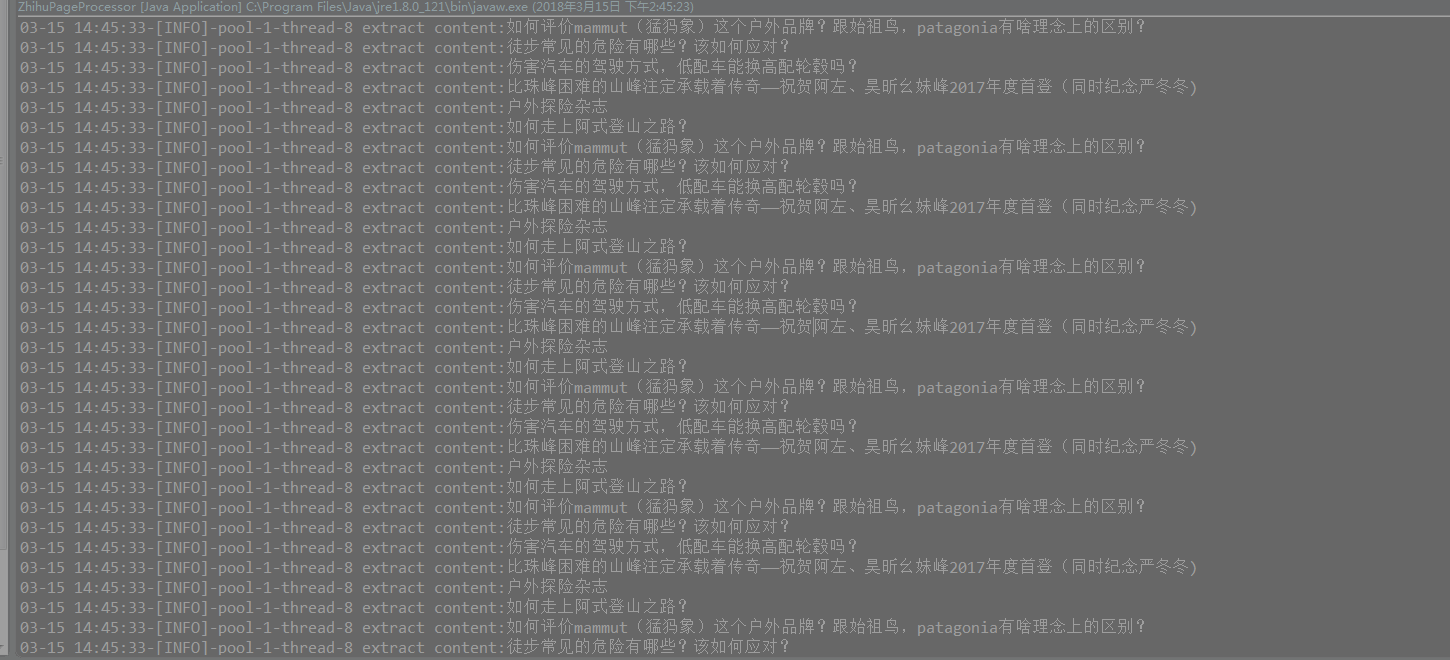 ZhihuPageProcessor [Java Application] C:\Program Files\Java\jre1.8.0_121\bin\javaw.exe (2018年3月15日 下午2:45:23)
03-15 14:45:33-[INFO]-pool-1-thread-8 extract content:如何评价mammut（猛犸象）这个户外品牌？跟始祖鸟，patagonia有啥理念上的区别？
03-15 14:45:33-[INFO]-pool-1-thread-8 extract content:徒步常见的危险有哪些？该如何应对？
03-15 14:45:33-[INFO]-pool-1-thread-8 extract content:伤害汽车的驾驶方式，低配车能换高配轮毂吗？
03-15 14:45:33-[INFO]-pool-1-thread-8 extract content:比珠峰困难的山峰注定承载着传奇—祝贺阿左、昊昕幺妹峰2017年度首登（同时纪念严冬冬)
03-15 14:45:33-[INFO]-pool-1-thread-8 extract content:户外探险杂志
03-15 14:45:33-[INFO]-pool-1-thread-8 extract content:如何走上阿式登山之路？
03-15 14:45:33-[INFO]-pool-1-thread-8 extract content:如何评价mammut（猛犸象）这个户外品牌？跟始祖鸟，patagonia有啥理念上的区别？
03-15 14:45:33-[INFO]-pool-1-thread-8 extract content:徒步常见的危险有哪些？该如何应对？
03-15 14:45:33-[INFO]-pool-1-thread-8 extract content:伤害汽车的驾驶方式，低配车能换高配轮毂吗？
03-15 14:45:33-[INFO]-pool-1-thread-8 extract content:比珠峰困难的山峰注定承载着传奇—祝贺阿左、昊昕幺妹峰2017年度首登（同时纪念严冬冬)
03-15 14:45:33-[INFO]-pool-1-thread-8 extract content:户外探险杂志
03-15 14:45:33-[INFO]-pool-1-thread-8 extract content:如何走上阿式登山之路？
03-15 14:45:33-[INFO]-pool-1-thread-8 extract content:如何评价mammut（猛犸象）这个户外品牌？跟始祖鸟，patagonia有啥理念上的区别？
03-15 14:45:33-[INFO]-pool-1-thread-8 extract content:徒步常见的危险有哪些？该如何应对？
03-15 14:45:33-[INFO]-pool-1-thread-8 extract content:伤害汽车的驾驶方式，低配车能换高配轮毂吗？
03-15 14:45:33-[INFO]-pool-1-thread-8 extract content:比珠峰困难的山峰注定承载着传奇—祝贺阿左、昊昕幺妹峰2017年度首登（同时纪念严冬冬)
03-15 14:45:33-[INFO]-pool-1-thread-8 extract content:户外探险杂志
03-15 14:45:33-[INFO]-pool-1-thread-8 extract content:如何走上阿式登山之路？
03-15 14:45:33-[INFO]-pool-1-thread-8 extract content:如何评价mammut（猛犸象）这个户外品牌？跟始祖鸟，patagonia有啥理念上的区别？
03-15 14:45:33-[INFO]-pool-1-thread-8 extract content:徒步常见的危险有哪些？该如何应对？
03-15 14:45:33-[INFO]-pool-1-thread-8 extract content:伤害汽车的驾驶方式，低配车能换高配轮毂吗？
03-15 14:45:33-[INFO]-pool-1-thread-8 extract content:比珠峰困难的山峰注定承载着传奇—祝贺阿左、昊昕幺妹峰2017年度首登（同时纪念严冬冬)
03-15 14:45:33-[INFO]-pool-1-thread-8 extract content:户外探险杂志
03-15 14:45:33-[INFO]-pool-1-thread-8 extract content:如何走上阿式登山之路？
03-15 14:45:33-[INFO]-pool-1-thread-8 extract content:如何评价mammut（猛犸象）这个户外品牌？跟始祖鸟，patagonia有啥理念上的区别？
03-15 14:45:33-[INFO]-pool-1-thread-8 extract content:徒步常见的危险有哪些？该如何应对？
03-15 14:45:33-[INFO]-pool-1-thread-8 extract content:伤害汽车的驾驶方式，低配车能换高配轮毂吗？
03-15 14:45:33-[INFO]-pool-1-thread-8 extract content:比珠峰困难的山峰注定承载着传奇—祝贺阿左、昊昕幺妹峰2017年度首登（同时纪念严冬冬)
03-15 14:45:33-[INFO]-pool-1-thread-8 extract content:户外探险杂志
03-15 14:45:33-[INFO]-pool-1-thread-8 extract content:如何走上阿式登山之路？
03-15 14:45:33-[INFO]-pool-1-thread-8 extract content:如何评价mammut（猛犸象）这个户外品牌？跟始祖鸟，patagonia有啥理念上的区别？
03-15 14:45:33-[INFO]-pool-1-thread-8 extract content:徒步常见的危险有哪些？该如何应对？